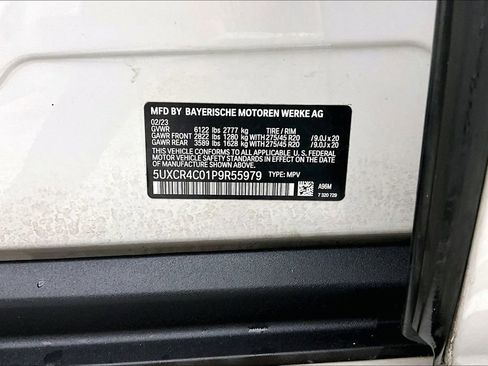 MFD BY BAYERISCHE MOTOREN WERKE AG
02/23
GVWR 6122 lbs 2777 kg TIRE / RIM
GAWR FRONT 2822 lbs 1280 kg WITH 275/45 R20 /9.0J x 20
GAWR REAR 3589 lbs 1628 kg WITH 275/45 R20 /9.0J x 20
THIS VEHICLE CONFORMS TO ALL APPLICABLE U.S. FEDERAL
MOTOR VEHICLE SAFETY STANDARDS IN EFFECT
ON THE DATE OF MANUFACTURE SHOWN ABOVE.
5UXCR4C01P9R55979 TYPE: MPV
A96M
7 320 729